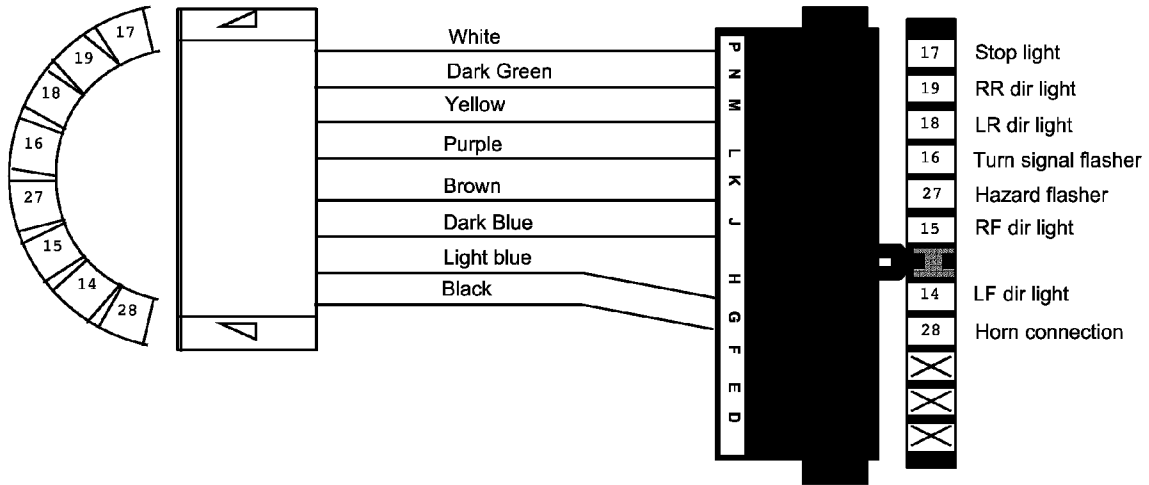 17
19
18
16
27
15
14
28
White
Dark Green
Yellow
Purple
Brown
Dark Blue
Light blue
Black
P
N
M
L
K
J
H
G
F
E
D
17 Stop light
19 RR dir light
18 LR dir light
16 Turn signal flasher
27 Hazard flasher
15 RF dir light
14 LF dir light
28 Horn connection